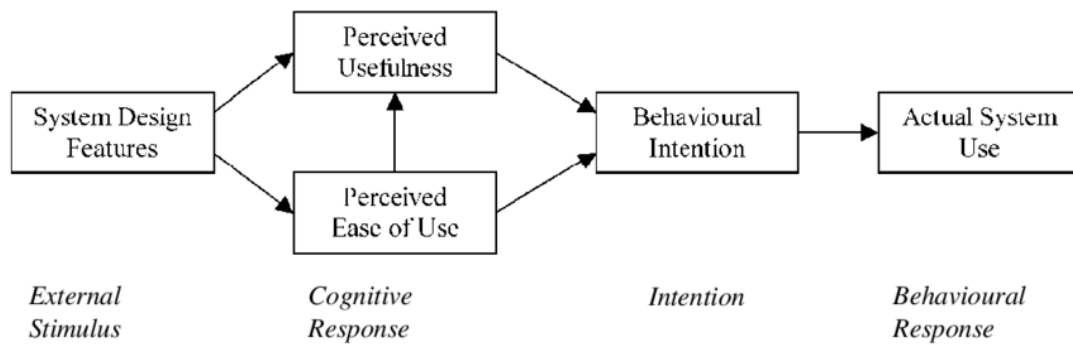 Perceived
Usefulness
System Design
Features
Behavioural
Intention
Actual System
Use
Perceived
Ease of Use
External
Stimulus
Cognitive
Response
Intention
Behavioural
Response